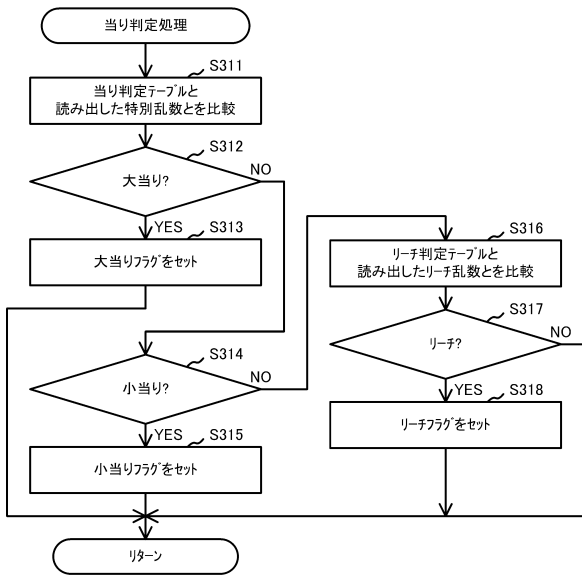 当り判定処理
S311
当り判定テーブルと
読み出した特別乱数とを比較
S312
大当り?
NO
YES
S313
大当りフラグをセット
S314
小当り?
NO
YES
S315
小当りフラグをセット
S316
リーチ判定テーブルと
読み出したリーチ乱数とを比較
S317
リーチ?
NO
YES
S318
リーチフラグをセット
リターン